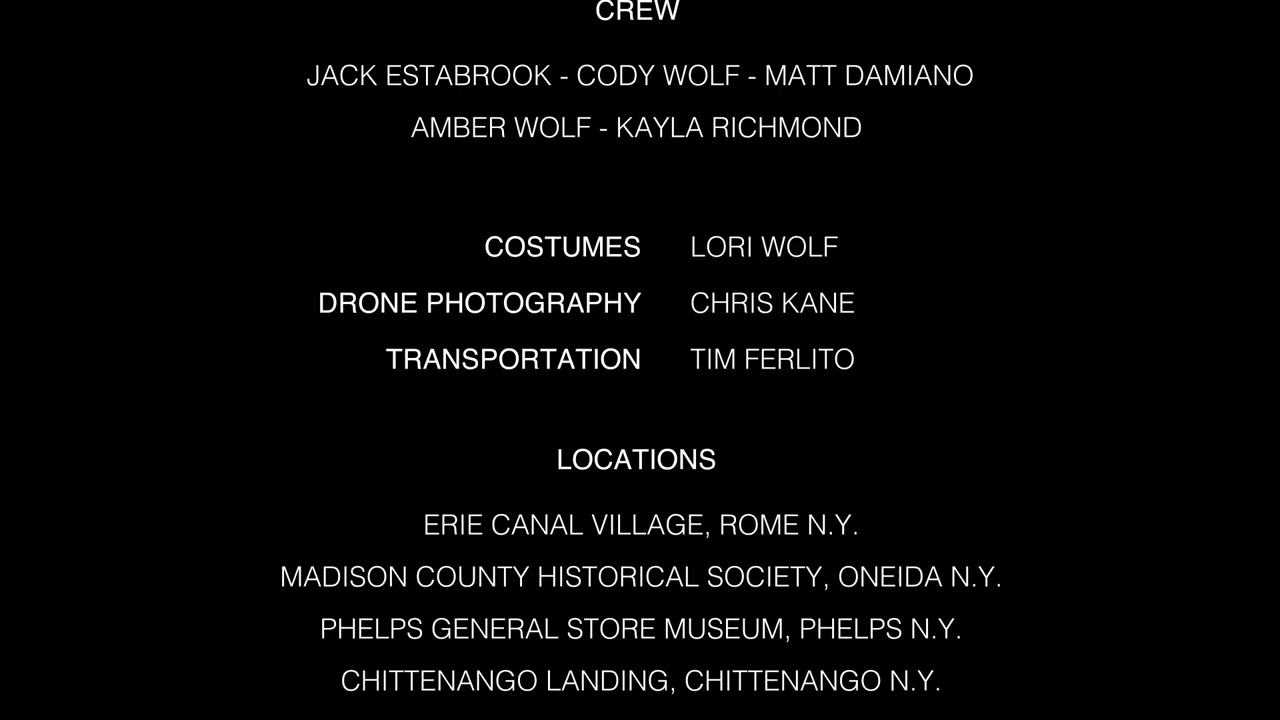 CREW
JACK ESTABROOK - CODY WOLF - MATT DAMIANO
AMBER WOLF - KAYLA RICHMOND
COSTUMES LORI WOLF
DRONE PHOTOGRAPHY CHRIS KANE
TRANSPORTATION TIM FERLITO
LOCATIONS
ERIE CANAL VILLAGE, ROME N.Y.
MADISON COUNTY HISTORICAL SOCIETY, ONEIDA N.Y.
PHELPS GENERAL STORE MUSEUM, PHELPS N.Y.
CHITTENANGO LANDING, CHITTENANGO N.Y.